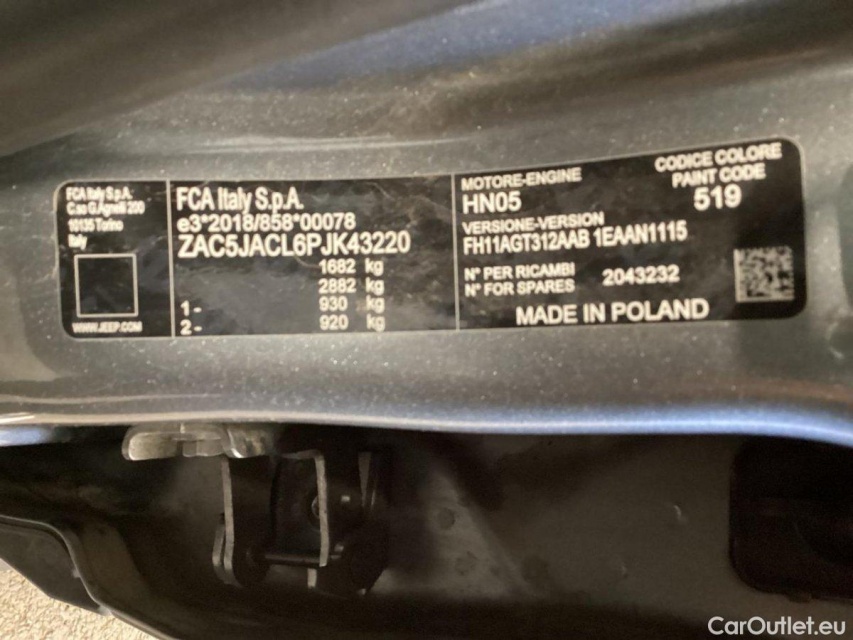 FCA Italy S.p.A.
C.so G.Agnelli 200
10135 Torino
Italy
WWW.JEEP.COM
FCA Italy S.p.A.
e3*2018/858*00078
ZAC5JACL6PJK43220
1682 kg
2882 kg
1- 930 kg
2- 920 kg
MOTORE-ENGINE
HN05
VERSIONE-VERSION
FH11AGT312AAB 1EAAN1115
N° PER RICAMBI
N° FOR SPARES 2043232
MADE IN POLAND
CODICE COLORE
PAINT CODE
519
CarOutlet.eu